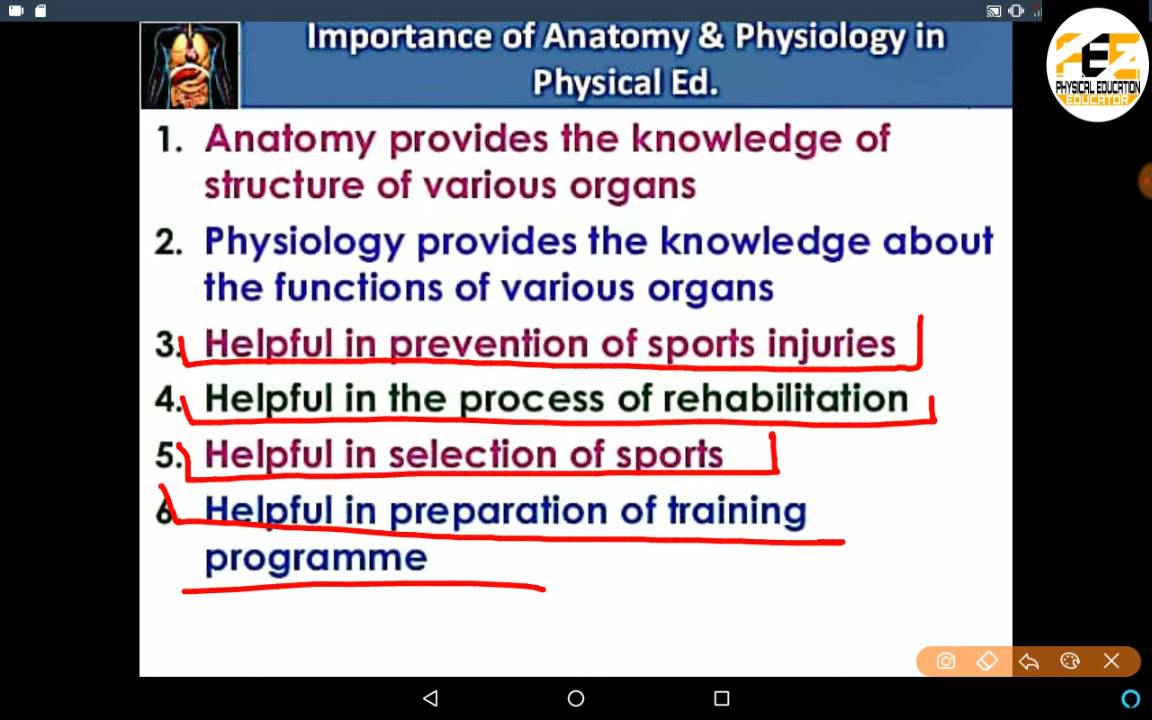 Importance of Anatomy & Physiology in
Physical Ed.
PHYSICAL EDUCATION
EDUCATOR
1. Anatomy provides the knowledge of
structure of various organs
2. Physiology provides the knowledge about
the functions of various organs
3. Helpful in prevention of sports injuries
4. Helpful in the process of rehabilitation
5. Helpful in selection of sports
6. Helpful in preparation of training
programme